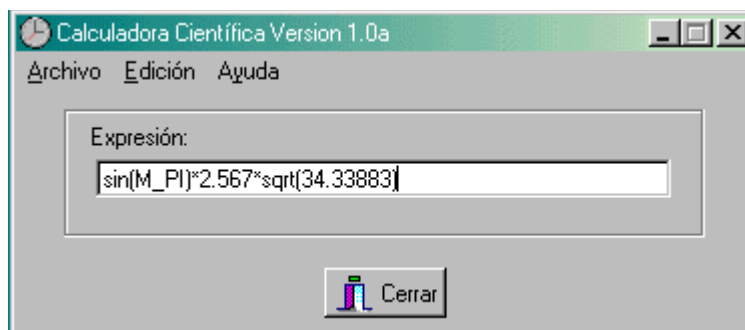 Calculadora Científica Version 1.0a
Archivo Edición Ayuda
Expresión:
sin(M_PI)*2.567*sqrt(34.33883)
Cerrar